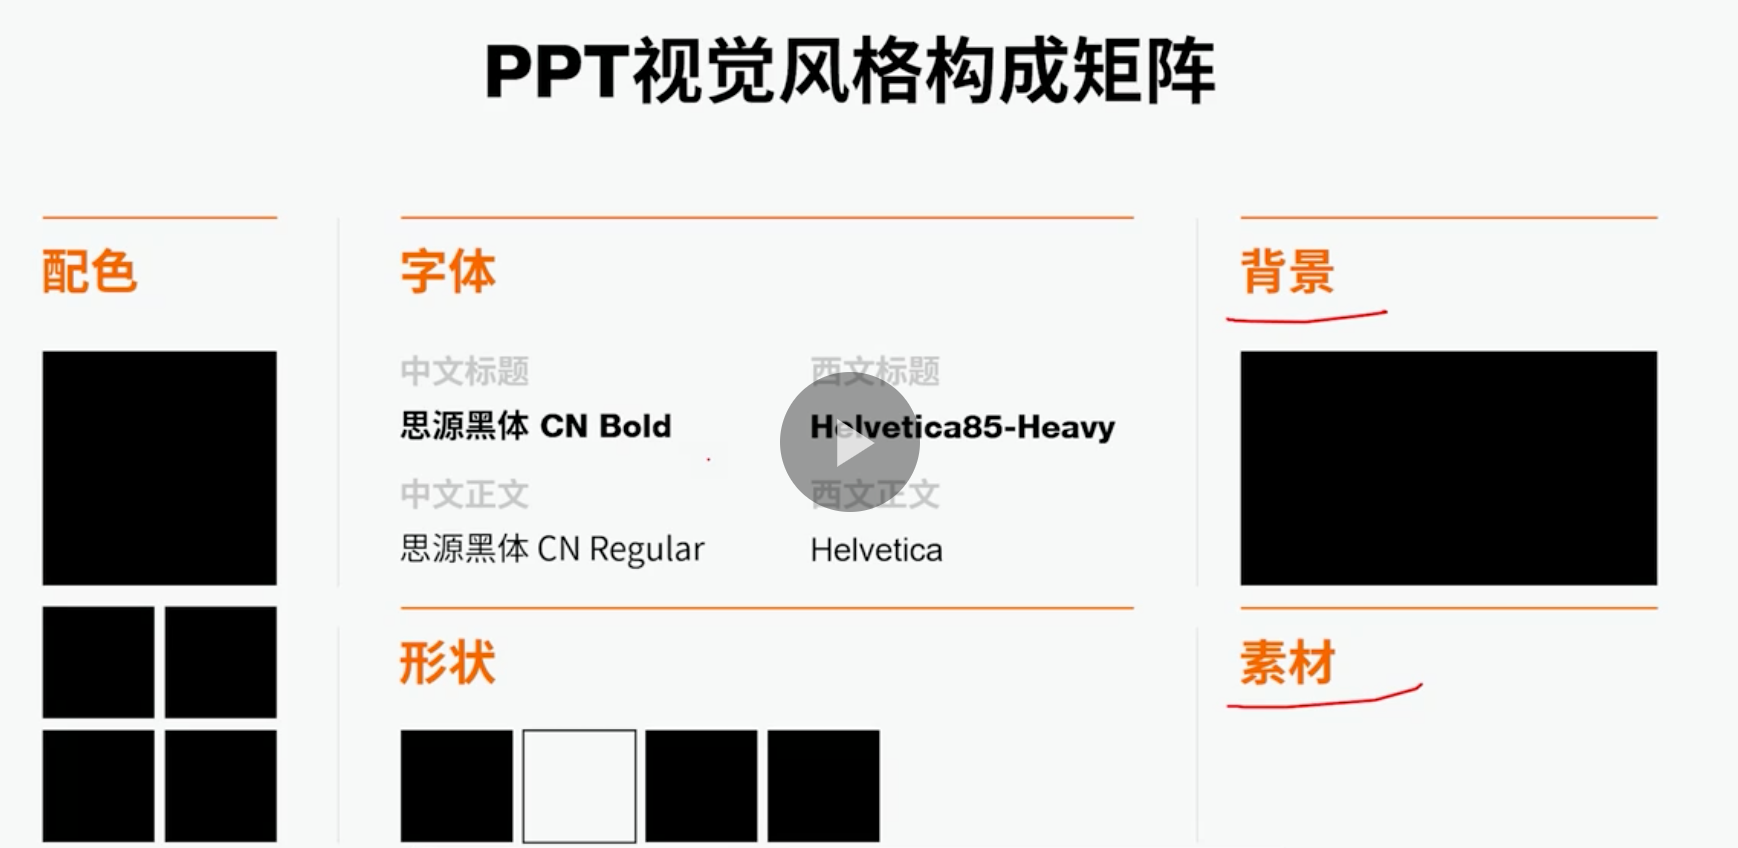 PPT视觉风格构成矩阵
配色
字体
中文标题
思源黑体 CN Bold
中文正文
思源黑体 CN Regular
西文标题
Helvetica85-Heavy
西文正文
Helvetica
形状
背景
素材